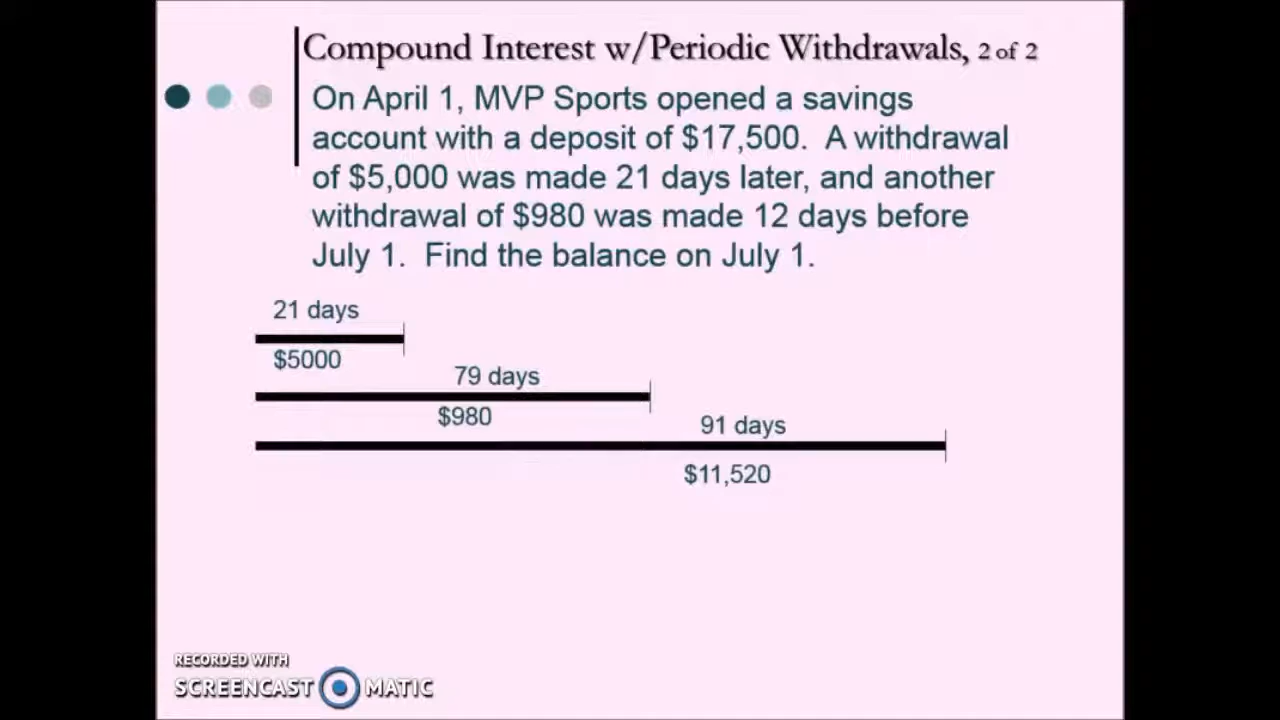 Compound Interest w/Periodic Withdrawals, 2 of 2
On April 1, MVP Sports opened a savings
account with a deposit of $17,500. A withdrawal
of $5,000 was made 21 days later, and another
withdrawal of $980 was made 12 days before
July 1. Find the balance on July 1.
21 days
$5000
79 days
$980
91 days
$11,520
RECORDED WITH
SCREENCAST MATIC